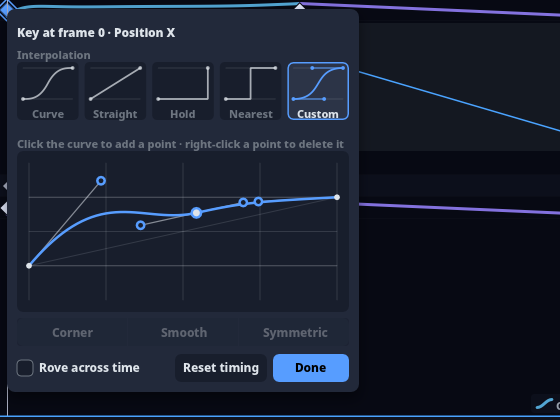 Key at frame 0 · Position X
Interpolation
Curve Straight Hold Nearest Custom
Click the curve to add a point · right-click a point to delete it
Corner Smooth Symmetric
Rove across time Reset timing Done